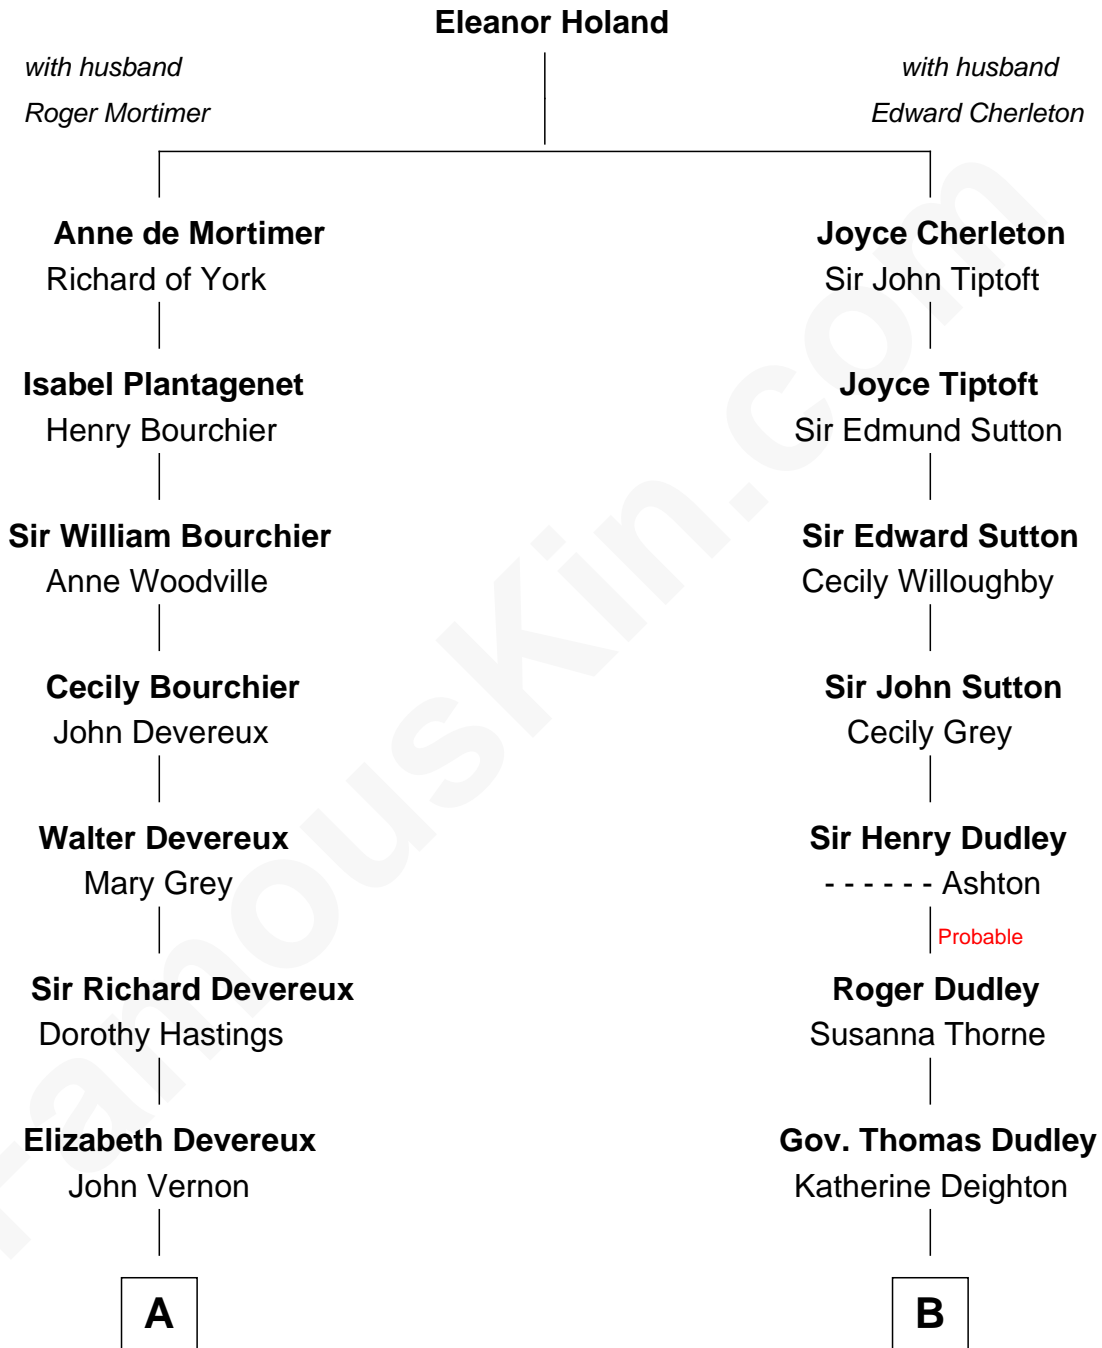 Eleanor Holand
with husband
Roger Mortimer
with husband
Edward Cherleton
Anne de Mortimer
Richard of York
Joyce Cherleton
Sir John Tiptoft
Isabel Plantagenet
Henry Bourchier
Joyce Tiptoft
Sir Edmund Sutton
Sir William Bourchier
Anne Woodville
Sir Edward Sutton
Cecily Willoughby
Cecily Bourchier
John Devereux
Sir John Sutton
Cecily Grey
Walter Devereux
Mary Grey
Sir Henry Dudley
- - - - - - Ashton
Probable
Sir Richard Devereux
Dorothy Hastings
Roger Dudley
Susanna Thorne
Elizabeth Devereux
John Vernon
Gov. Thomas Dudley
Katherine Deighton
A
B
FamousKin.com